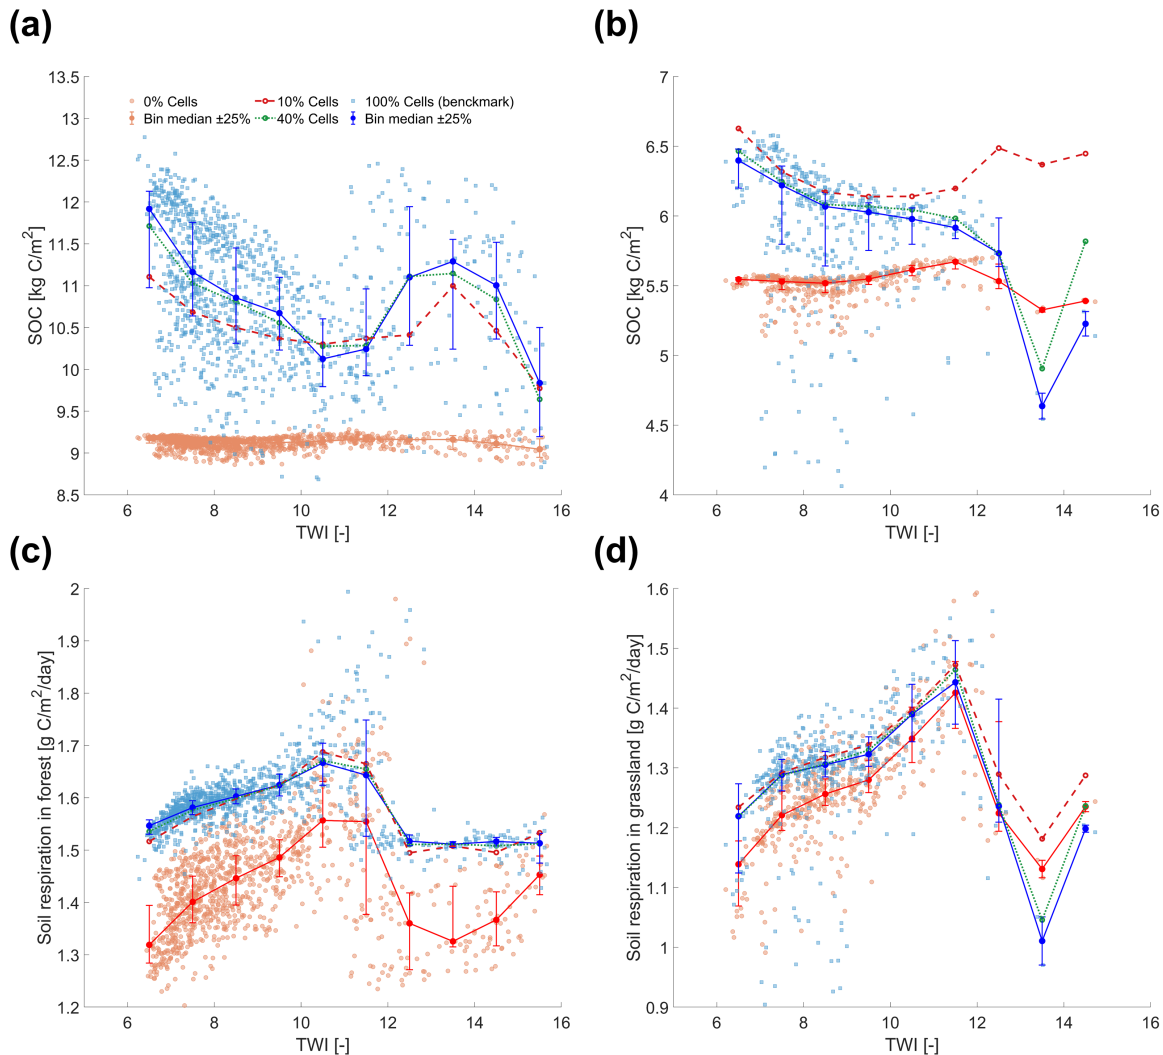 (a)
(b)
SOC [kg C/m²]
13.5
13
12.5
12
11.5
11
10.5
10
9.5
9
8.5
0% Cells
10% Cells
100% Cells (benckmark)
Bin median ±25%
40% Cells
Bin median ±25%
6 8 10 12 14 16
TWI [-]
SOC [kg C/m²]
7
6.5
6
5.5
5
4.5
4
6 8 10 12 14 16
TWI [-]
(c)
(d)
Soil respiration in forest [g C/m²/day]
2
1.9
1.8
1.7
1.6
1.5
1.4
1.3
1.2
6 8 10 12 14 16
TWI [-]
Soil respiration in grassland [g C/m²/day]
1.6
1.5
1.4
1.3
1.2
1.1
1
0.9
6 8 10 12 14 16
TWI [-]